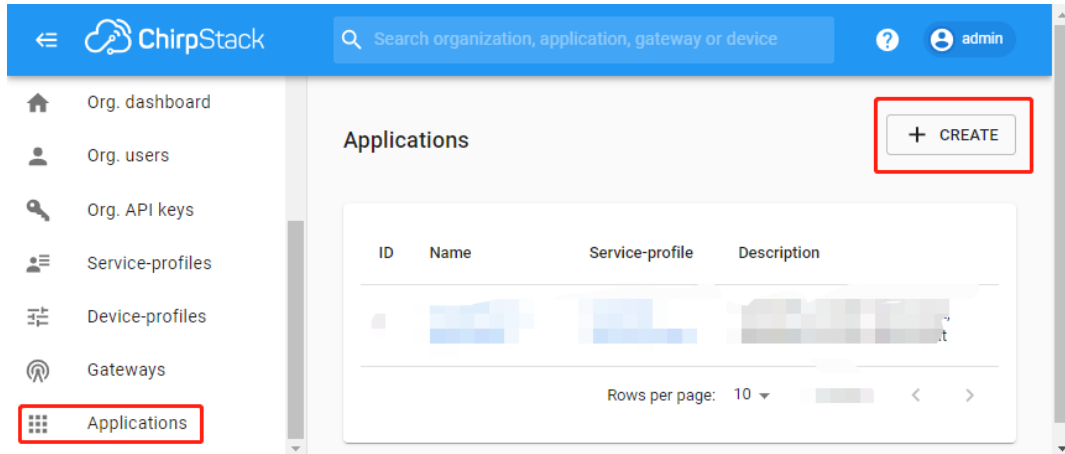 ChirpStack
Search organization, application, gateway or device
?
admin
Org. dashboard
Org. users
Org. API keys
Service-profiles
Device-profiles
Gateways
Applications
Applications
+ CREATE
ID Name Service-profile Description
Rows per page: 10